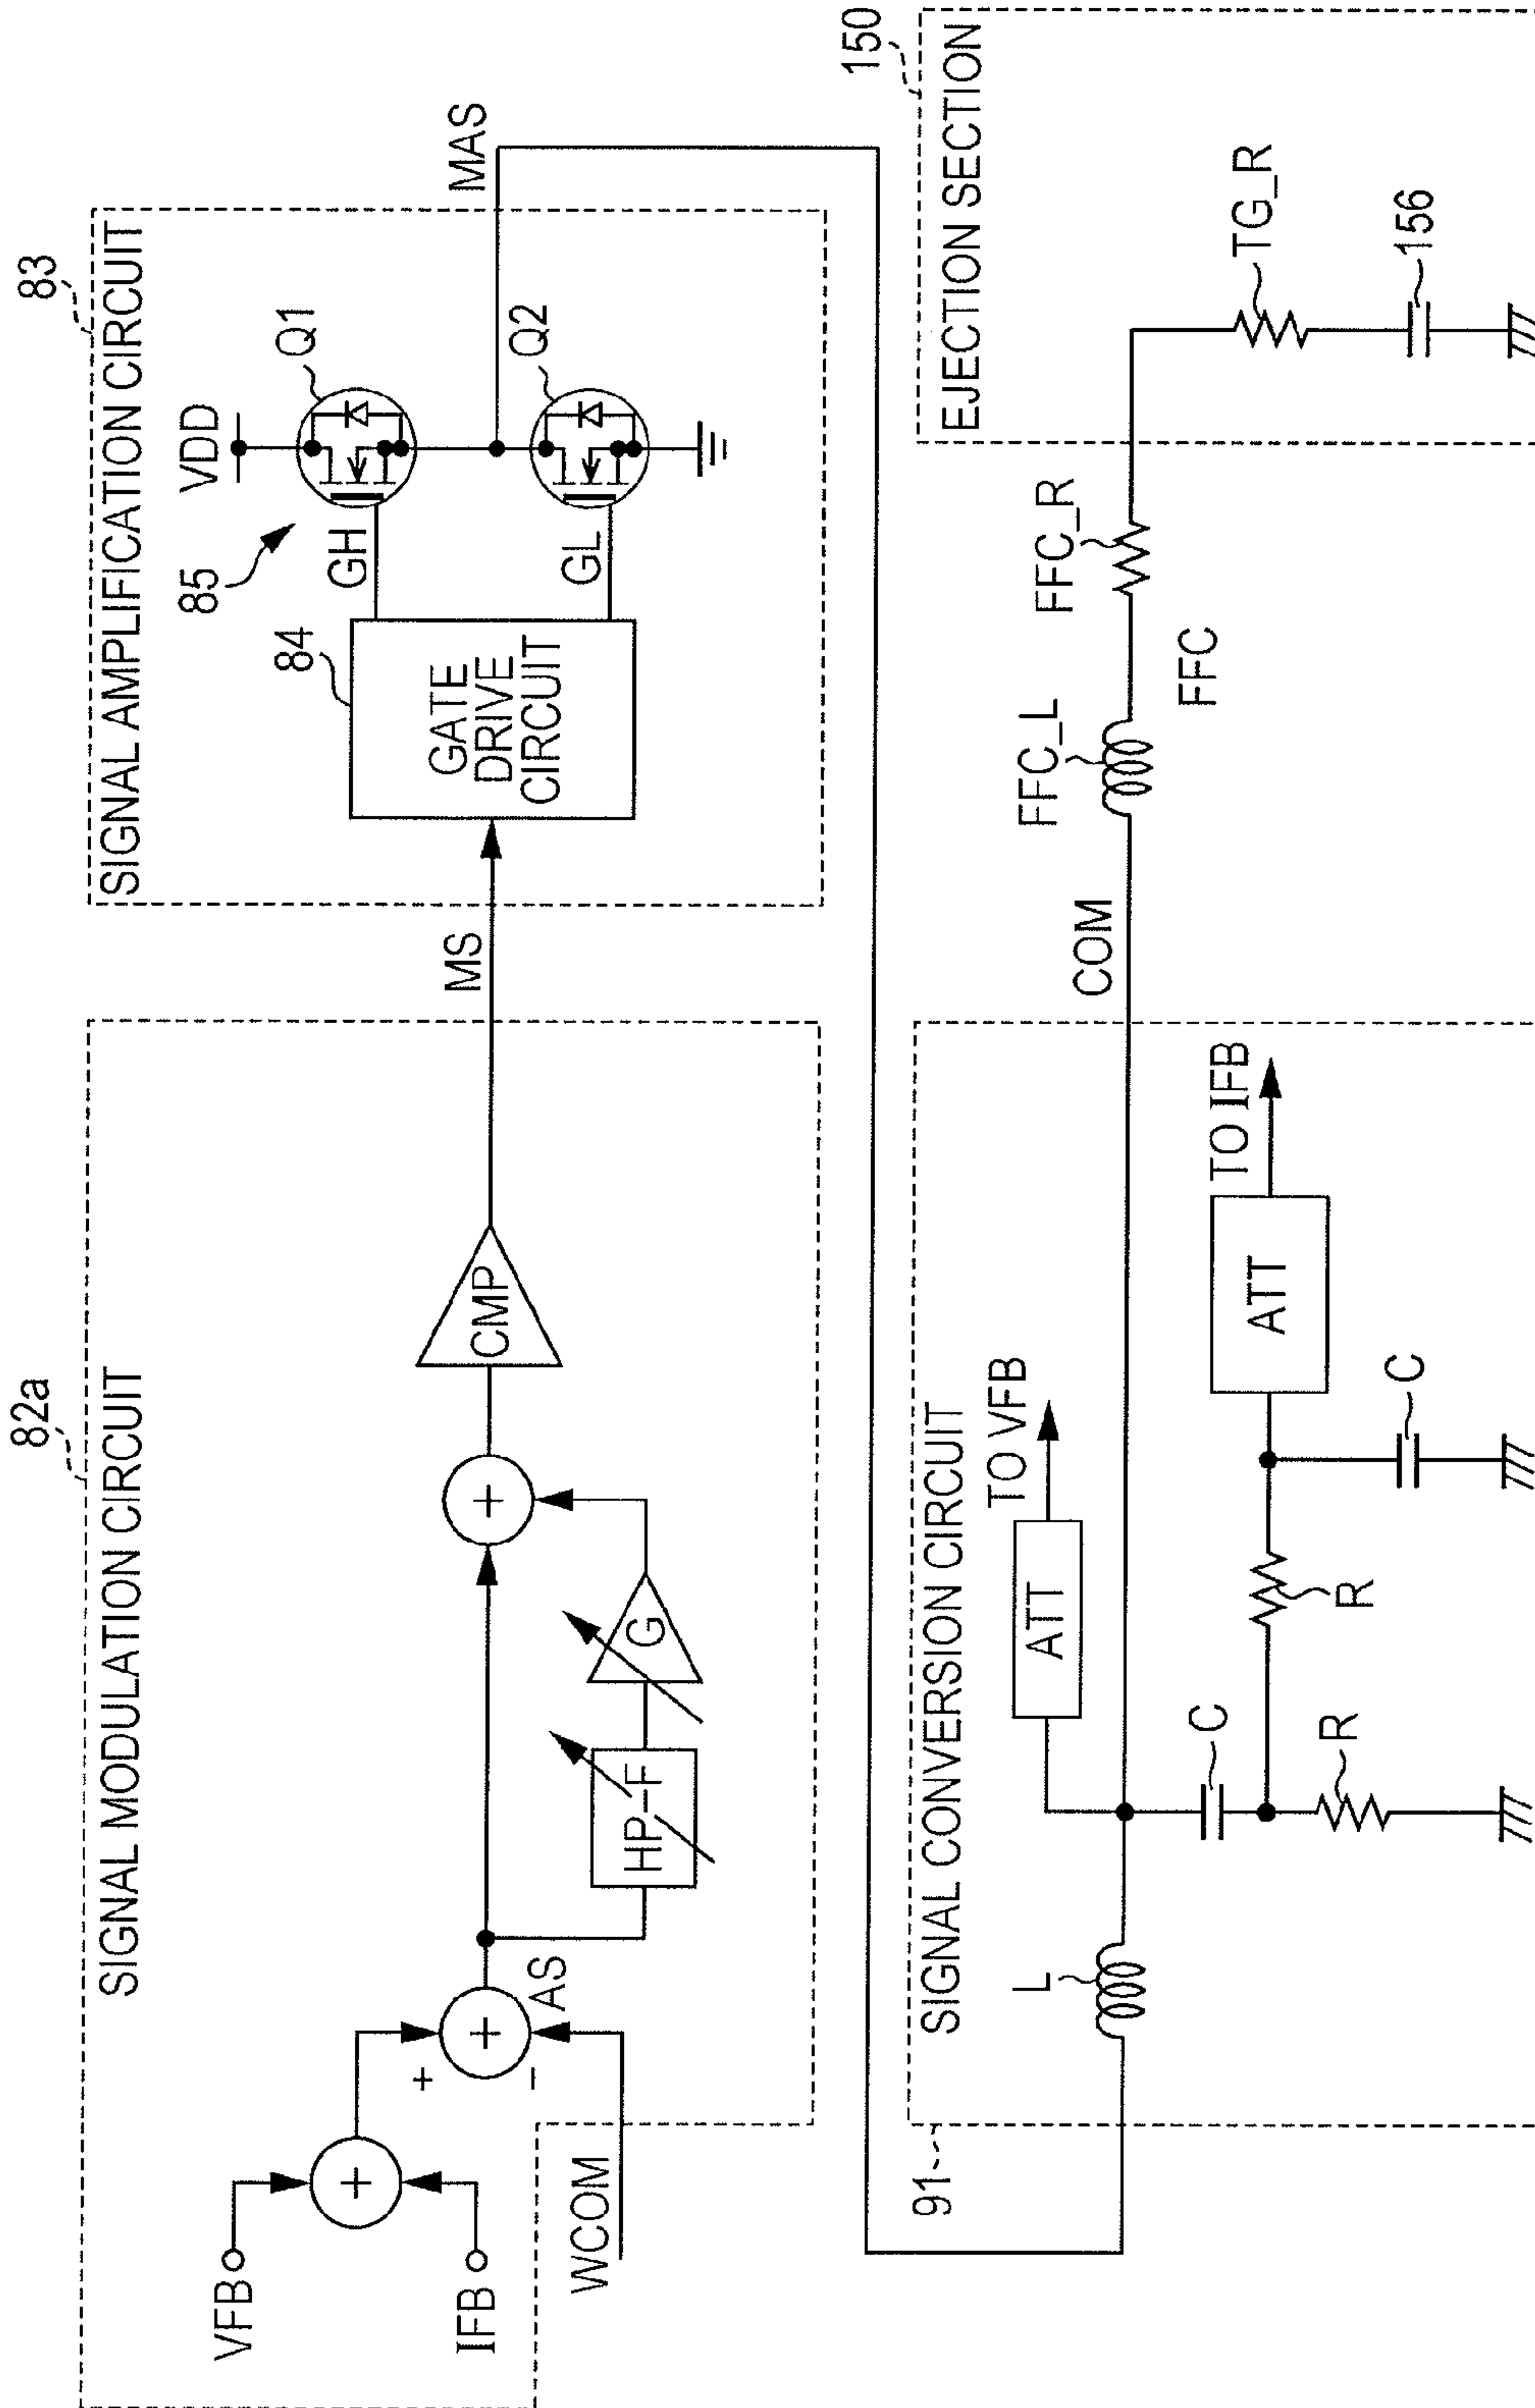 82a
SIGNAL MODULATION CIRCUIT
VFB
IFB
WCOM
+
+
−
+
AS
HP-F
G
+
CMP
MS
83
SIGNAL AMPLIFICATION CIRCUIT
84
GATE
DRIVE
CIRCUIT
85
VDD
GH
GL
Q1
Q2
MAS
91
SIGNAL CONVERSION CIRCUIT
L
ATT
TO VFB
C
R
R
C
ATT
TO IFB
COM
FFC_L
FFC_R
FFC
150
EJECTION SECTION
TG_R
156